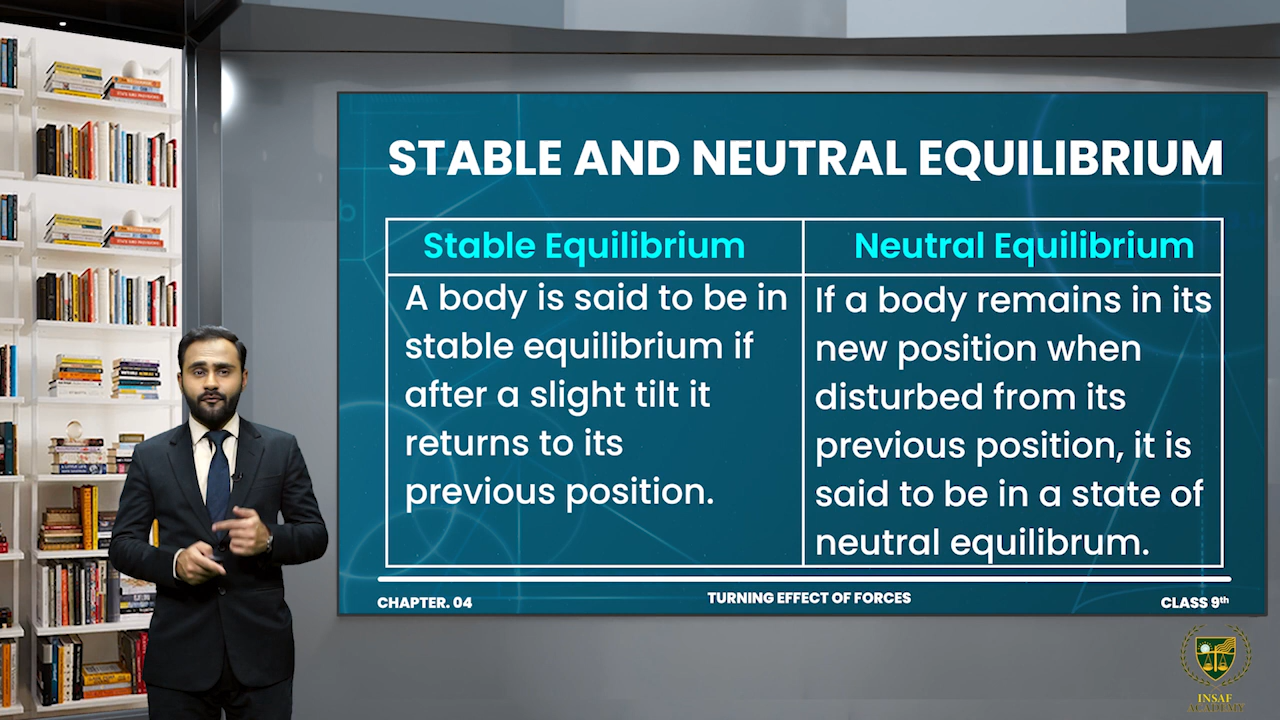 STABLE AND NEUTRAL EQUILIBRIUM
Stable Equilibrium
A body is said to be in
stable equilibrium if
after a slight tilt it
returns to its
previous position.
Neutral Equilibrium
If a body remains in its
new position when
disturbed from its
previous position, it is
said to be in a state of
neutral equilibrum.
CHAPTER. 04
TURNING EFFECT OF FORCES
CLASS 9th
INSAF
ACADEMY